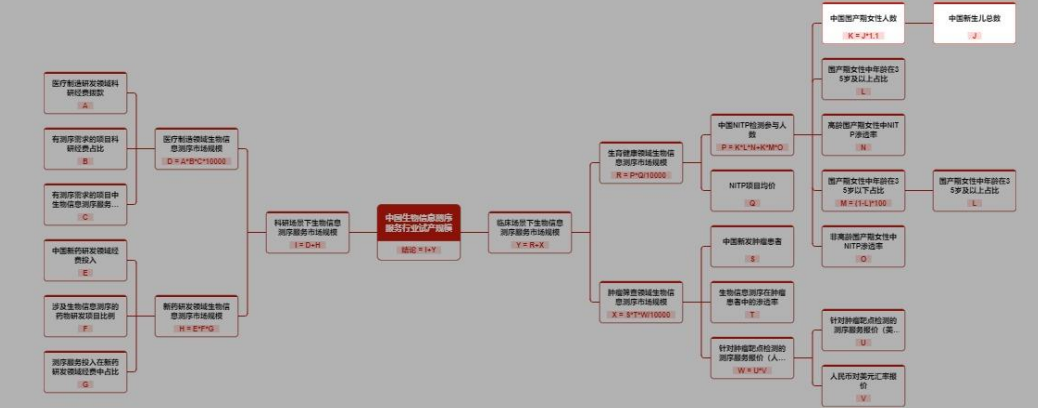 医疗制造研发领域科
研经费拨款
A
有测序需求的项目科
研经费占比
B
有测序需求的项目中
生物信息测序服务...
C
医疗制造领域生物信
息测序市场规模
D = A*B*C*10000
中国新药研发领域经
费投入
E
涉及生物信息测序的
药物研发项目比例
F
测序服务投入在新药
研发领域经费中占比
G
新药研发领域生物信
息测序市场规模
H = E*F*G
科研场景下生物信息
测序服务市场规模
I = D+H
中国生物信息测序
服务行业试产规模
结论 = I+Y
临床场景下生物信息
测序服务市场规模
Y = R+X
生育健康领域生物信
息测序市场规模
R = P*Q/10000
中国NITP检测参与人
数
P = K*L*N+K*M*O
中国围产期女性人数
K = J*1.1
中国新生儿总数
J
围产期女性中年龄在3
5岁及以上占比
L
高龄围产期女性中NIT
P渗透率
N
围产期女性中年龄在3
5岁以下占比
M = (1-L)*100
围产期女性中年龄在3
5岁及以上占比
L
非高龄围产期女性中
NITP渗透率
O
NITP项目均价
Q
肿瘤筛查领域生物信
息测序市场规模
X = S*T*W/10000
中国新发肿瘤患者
S
生物信息测序在肿瘤
患者中的渗透率
T
针对肿瘤靶点检测的
测序服务报价（人...
W = U*V
针对肿瘤靶点检测的
测序服务报价（美...
U
人民币对美元汇率报
价
V